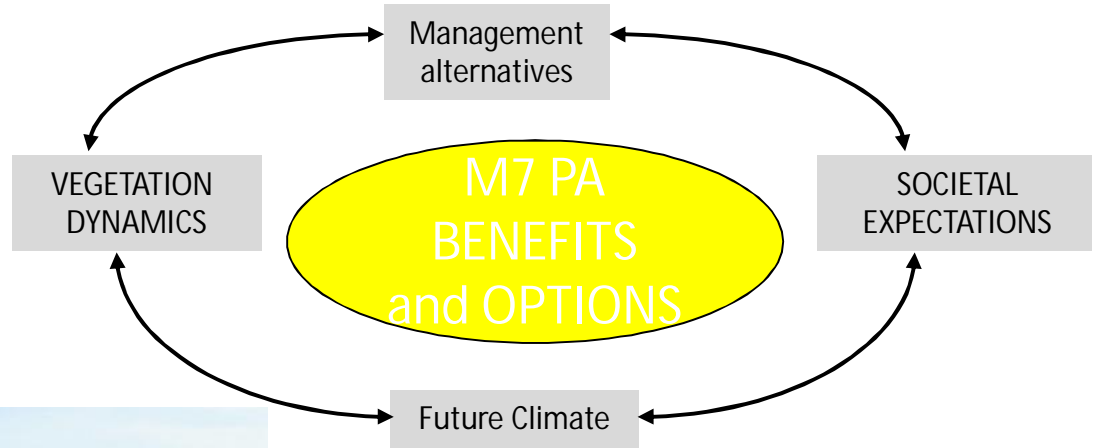 Management
alternatives
VEGETATION
DYNAMICS
M7 PA
BENEFITS
and OPTIONS
SOCIETAL
EXPECTATIONS
Future Climate